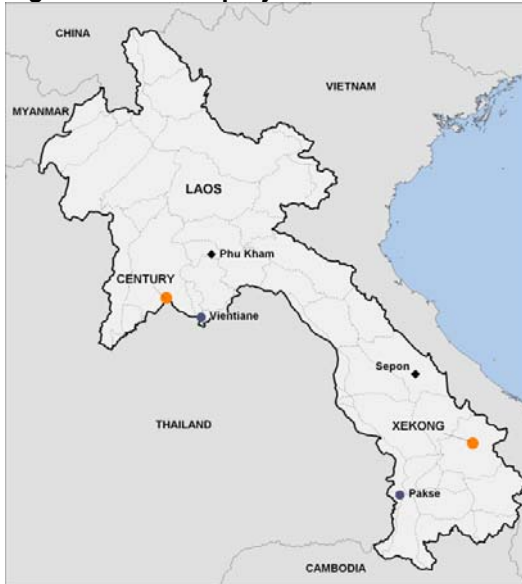 CHINA
VIETNAM
MYANMAR
LAOS
Phu Kham
CENTURY
Vientiane
Sepon
THAILAND
XEKONG
Pakse
CAMBODIA